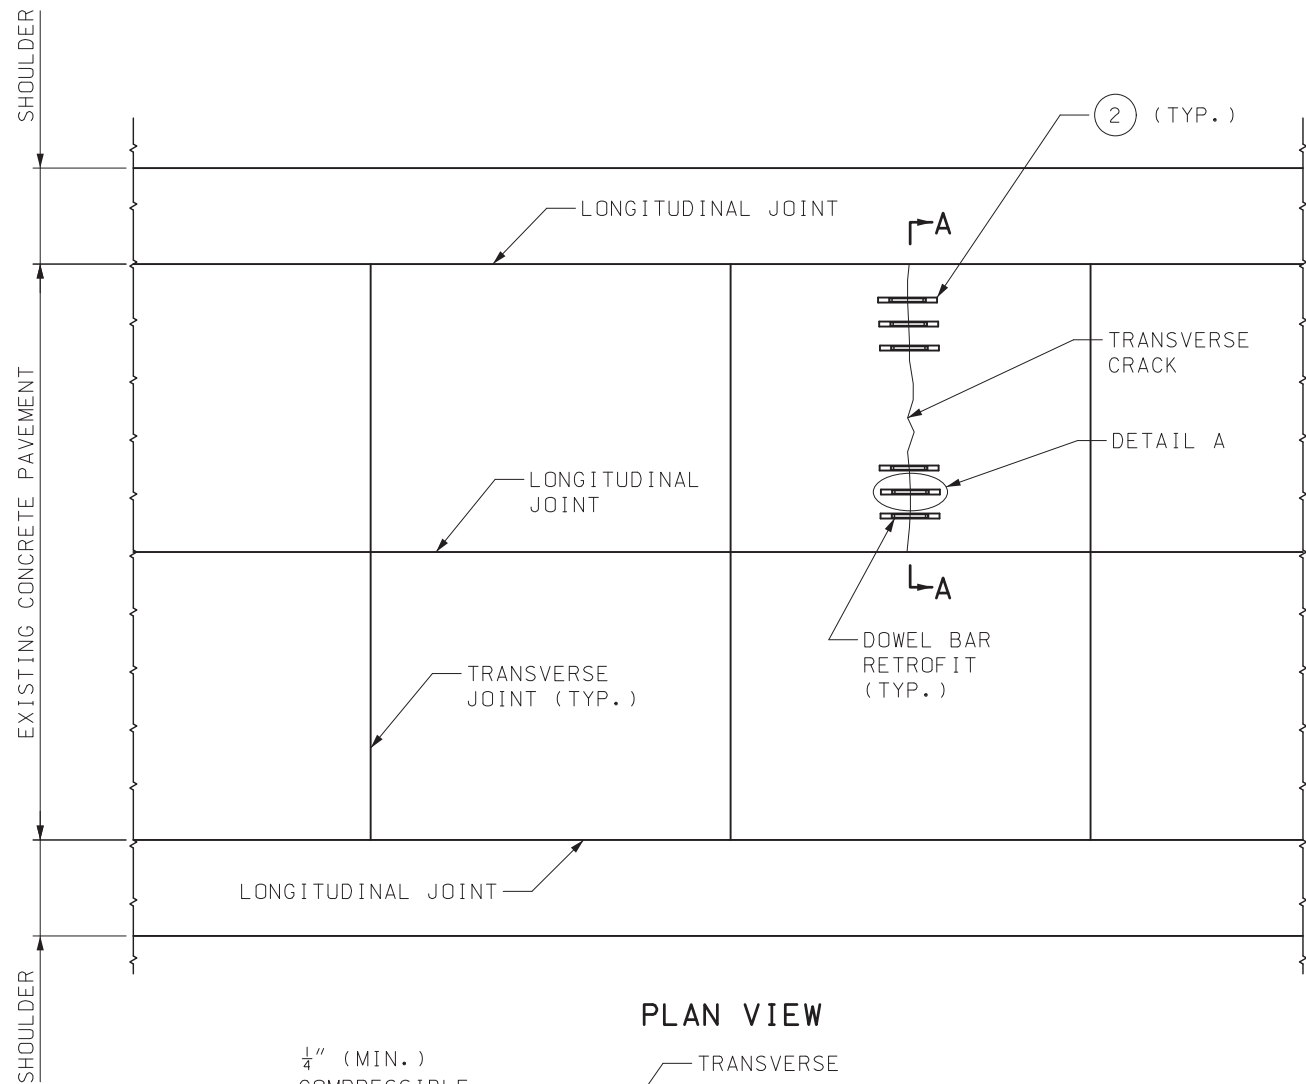 SHOULDER
2 (TYP.)
LONGITUDINAL JOINT
A
TRANSVERSE
CRACK
DETAIL A
LONGITUDINAL
JOINT
EXISTING CONCRETE PAVEMENT
A
DOWEL BAR
RETROFIT
(TYP.)
TRANSVERSE
JOINT (TYP.)
LONGITUDINAL JOINT
SHOULDER
PLAN VIEW
1/4" (MIN.)
COMPRESSIBLE
TRANSVERSE